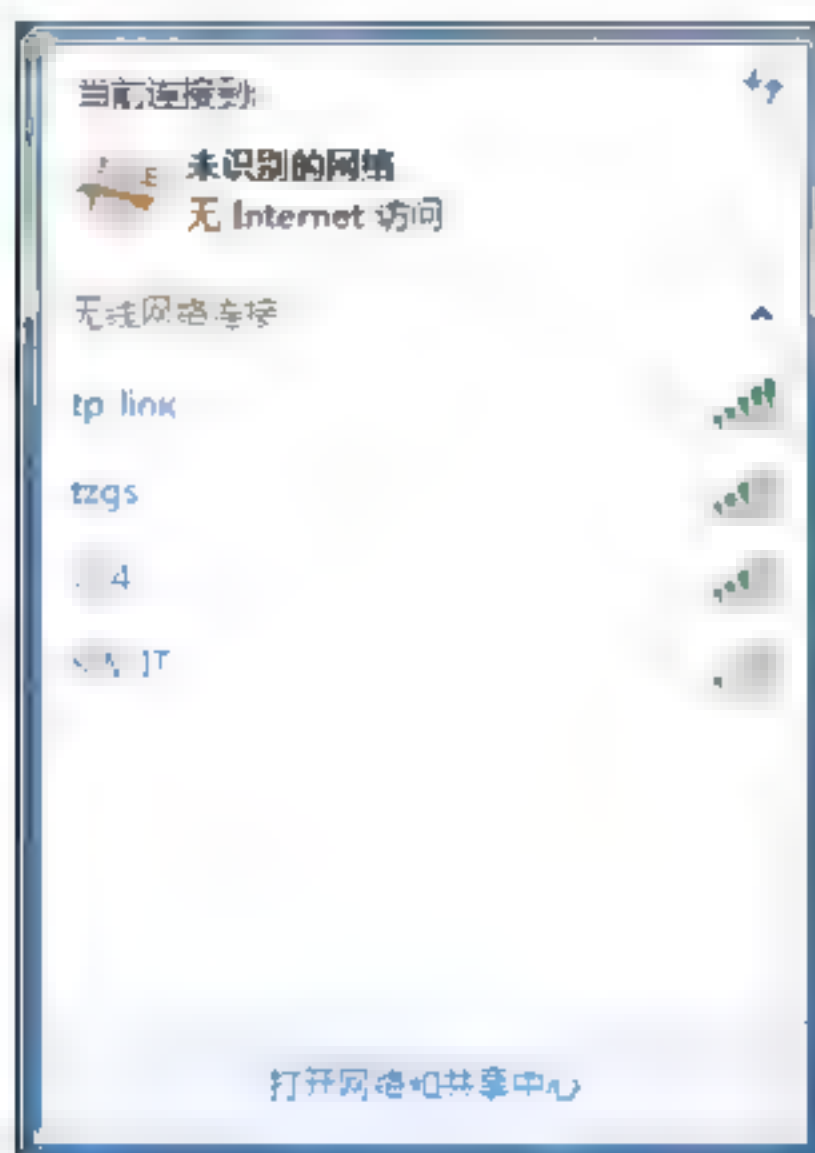 当前连接到:
未识别的网络
无 Internet 访问
无线网络连接
tp link
tzgs
打开网络和共享中心